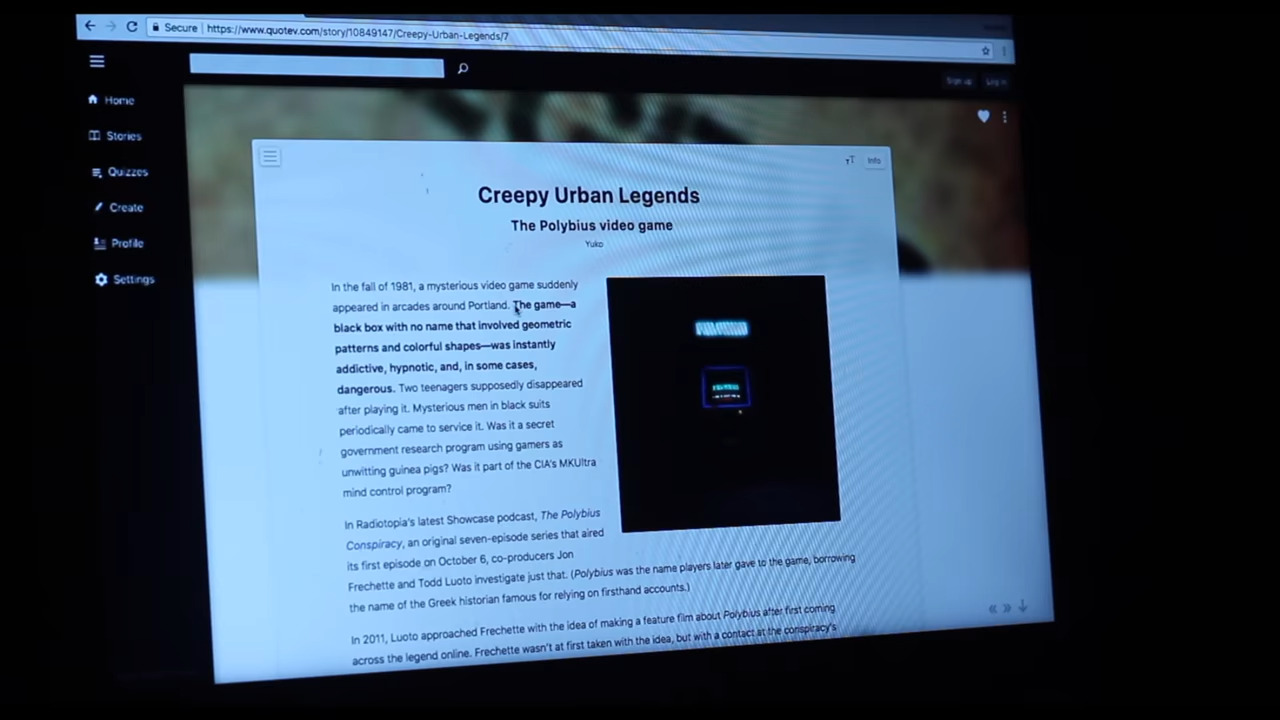 Secure | https://www.quotev.com/story/10849147/Creepy-Urban-Legends/7
Sign up Log in
Home
Stories
Quizzes
Create
Profile
Settings
Info
Creepy Urban Legends
The Polybius video game
Yuko
In the fall of 1981, a mysterious video game suddenly
appeared in arcades around Portland. The game—a
black box with no name that involved geometric
patterns and colorful shapes—was instantly
addictive, hypnotic, and, in some cases,
dangerous. Two teenagers supposedly disappeared
after playing it. Mysterious men in black suits
periodically came to service it. Was it a secret
government research program using gamers as
unwitting guinea pigs? Was it part of the CIA's MKUltra
mind control program?
In Radiotopia's latest Showcase podcast, The Polybius
Conspiracy, an original seven-episode series that aired
its first episode on October 6, co-producers Jon
Frechette and Todd Luoto investigate just that. (Polybius was the name players later gave to the game, borrowing
the name of the Greek historian famous for relying on firsthand accounts.)
In 2011, Luoto approached Frechette with the idea of making a feature film about Polybius after first coming
across the legend online. Frechette wasn't at first taken with the idea, but with a contact at the conspiracy's